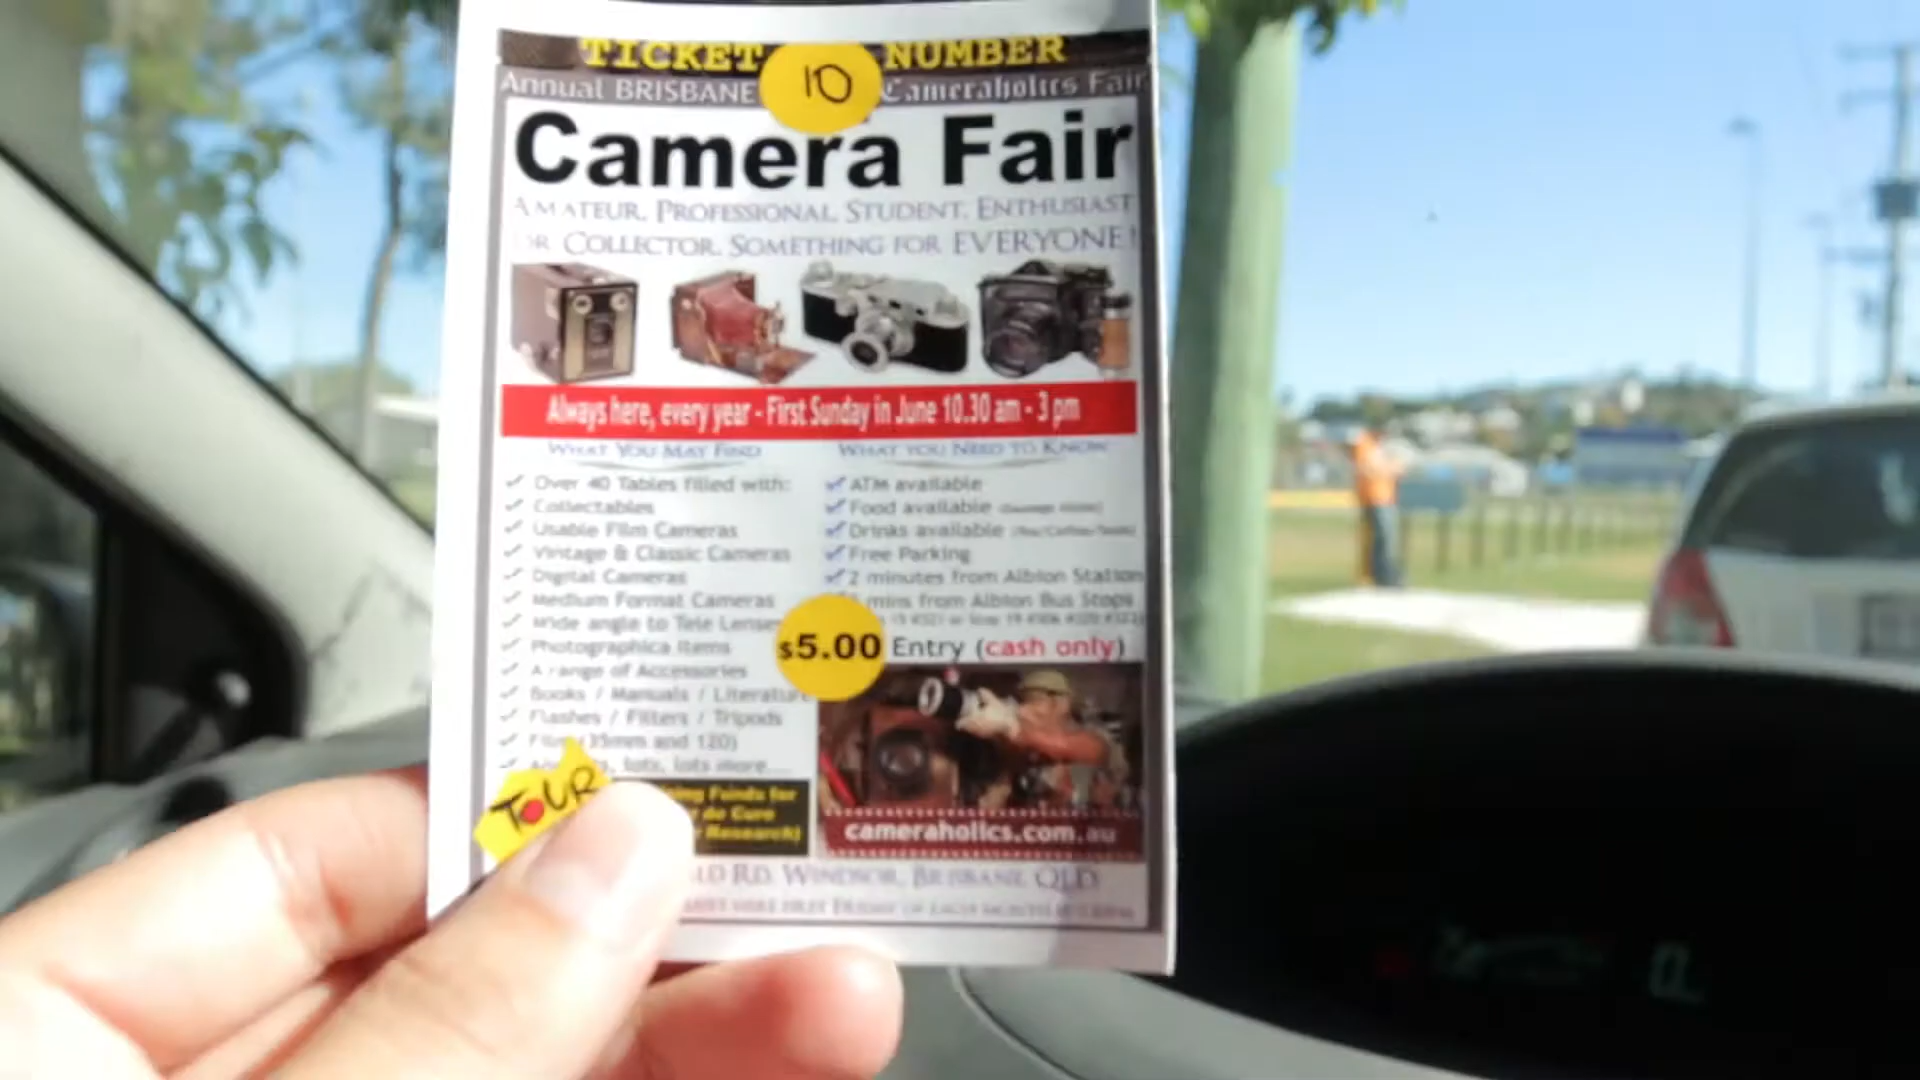 TICKET NUMBER
10
Annual BRISBANE Cameraholics Fair
Camera Fair
AMATEUR, PROFESSIONAL, STUDENT, ENTHUSIAST
OR COLLECTOR, SOMETHING FOR EVERYONE!
Always here, every year - First Sunday in June 10.30 am - 3 pm
WHAT YOU MAY FIND
Over 40 Tables filled with:
Collectables
Usable Film Cameras
Vintage & Classic Cameras
Digital Cameras
Medium Format Cameras
Wide angle to Tele Lenses
Photographica Items
A range of Accessories
Books / Manuals / Literature
Flashes / Filters / Tripods
(35mm and 120)
lots, lots more....
WHAT YOU NEED TO KNOW
ATM available
Food available
Drinks available
Free Parking
2 minutes from Albion Station
mins from Albion Bus Stops
$5.00 Entry (cash only)
TOUR
Funds for
Cure
Research)
cameraholics.com.au
RD, WINDSOR, BRISBANE, QLD